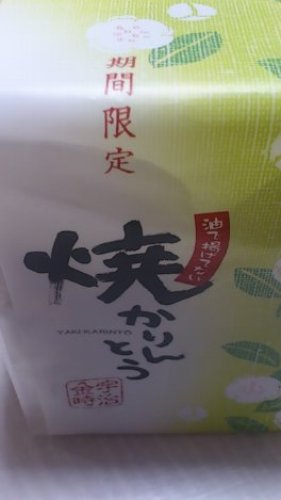 期間限定
油で揚げてない
焼
かりんとう
YAKI KARINTO
宇治
金時